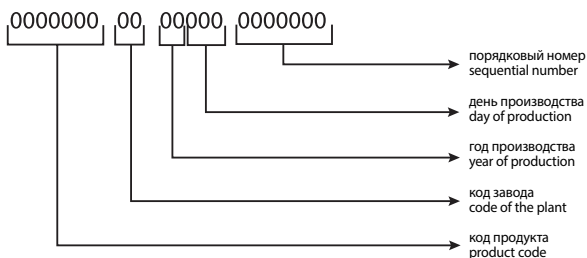 0000000 00 00000 0000000
порядковый номер
sequential number
день производства
day of production
год производства
year of production
код завода
code of the plant
код продукта
product code